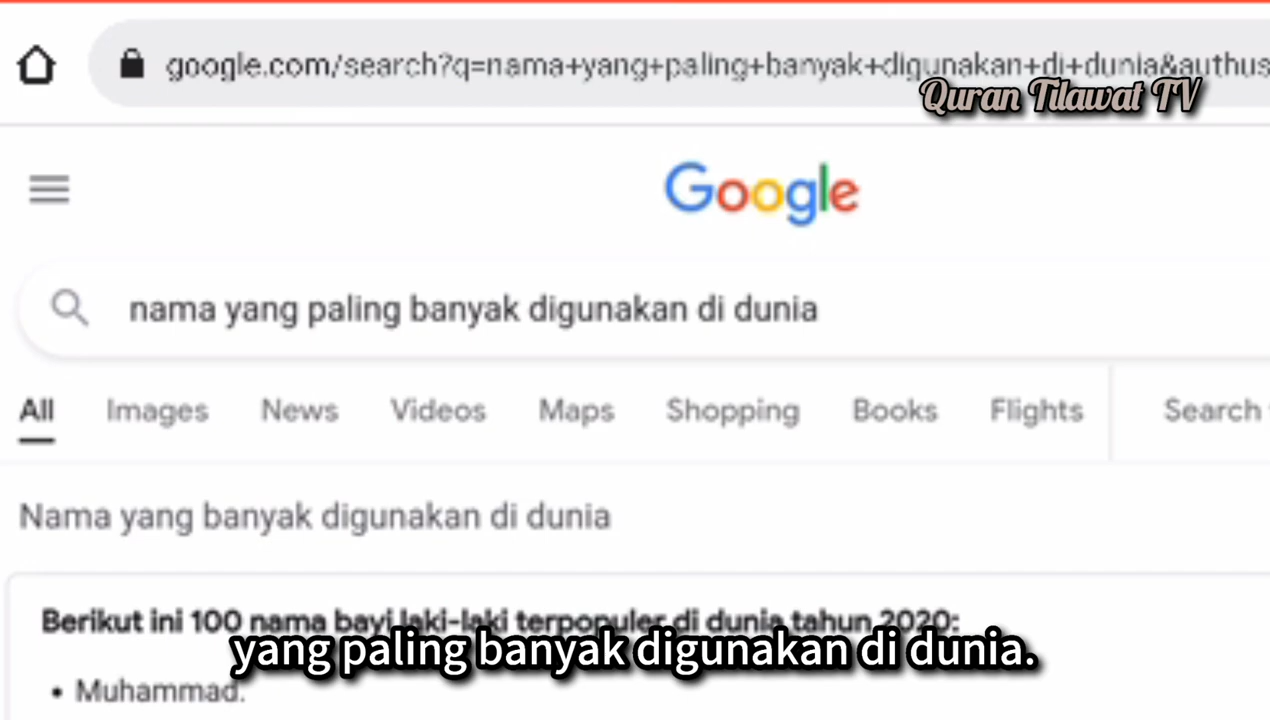 google.com/search?q=nama+yang+paling+banyak+digunakan+di+dunia&authus
Quran Tilawat TV
Google
nama yang paling banyak digunakan di dunia
All Images News Videos Maps Shopping Books Flights Search
Nama yang banyak digunakan di dunia
Berikut ini 100 nama bayi laki-laki terpopuler di dunia tahun 2020:
yang paling banyak digunakan di dunia.
• Muhammad.